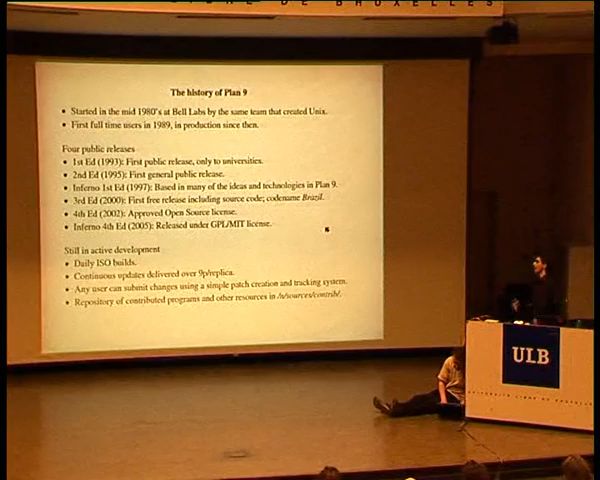 DE BRUXELLES
The history of Plan 9
• Started in the mid 1980's at Bell Labs by the same team that created Unix.
• First full time users in 1989, in production since then.
Four public releases
• 1st Ed (1993): First public release, only to universities.
• 2nd Ed (1995): First general public release.
• Inferno 1st Ed (1997): Based in many of the ideas and technologies in Plan 9.
• 3rd Ed (2000): First free release including source code; codename Brazil.
• 4th Ed (2002): Approved Open Source license.
• Inferno 4th Ed (2005): Released under GPL/MIT license.
Still in active development
• Daily ISO builds.
• Continuous updates delivered over 9p/replica.
• Any user can submit changes using a simple patch creation and tracking system.
• Repository of contributed programs and other resources in /n/sources/contrib/.
ULB